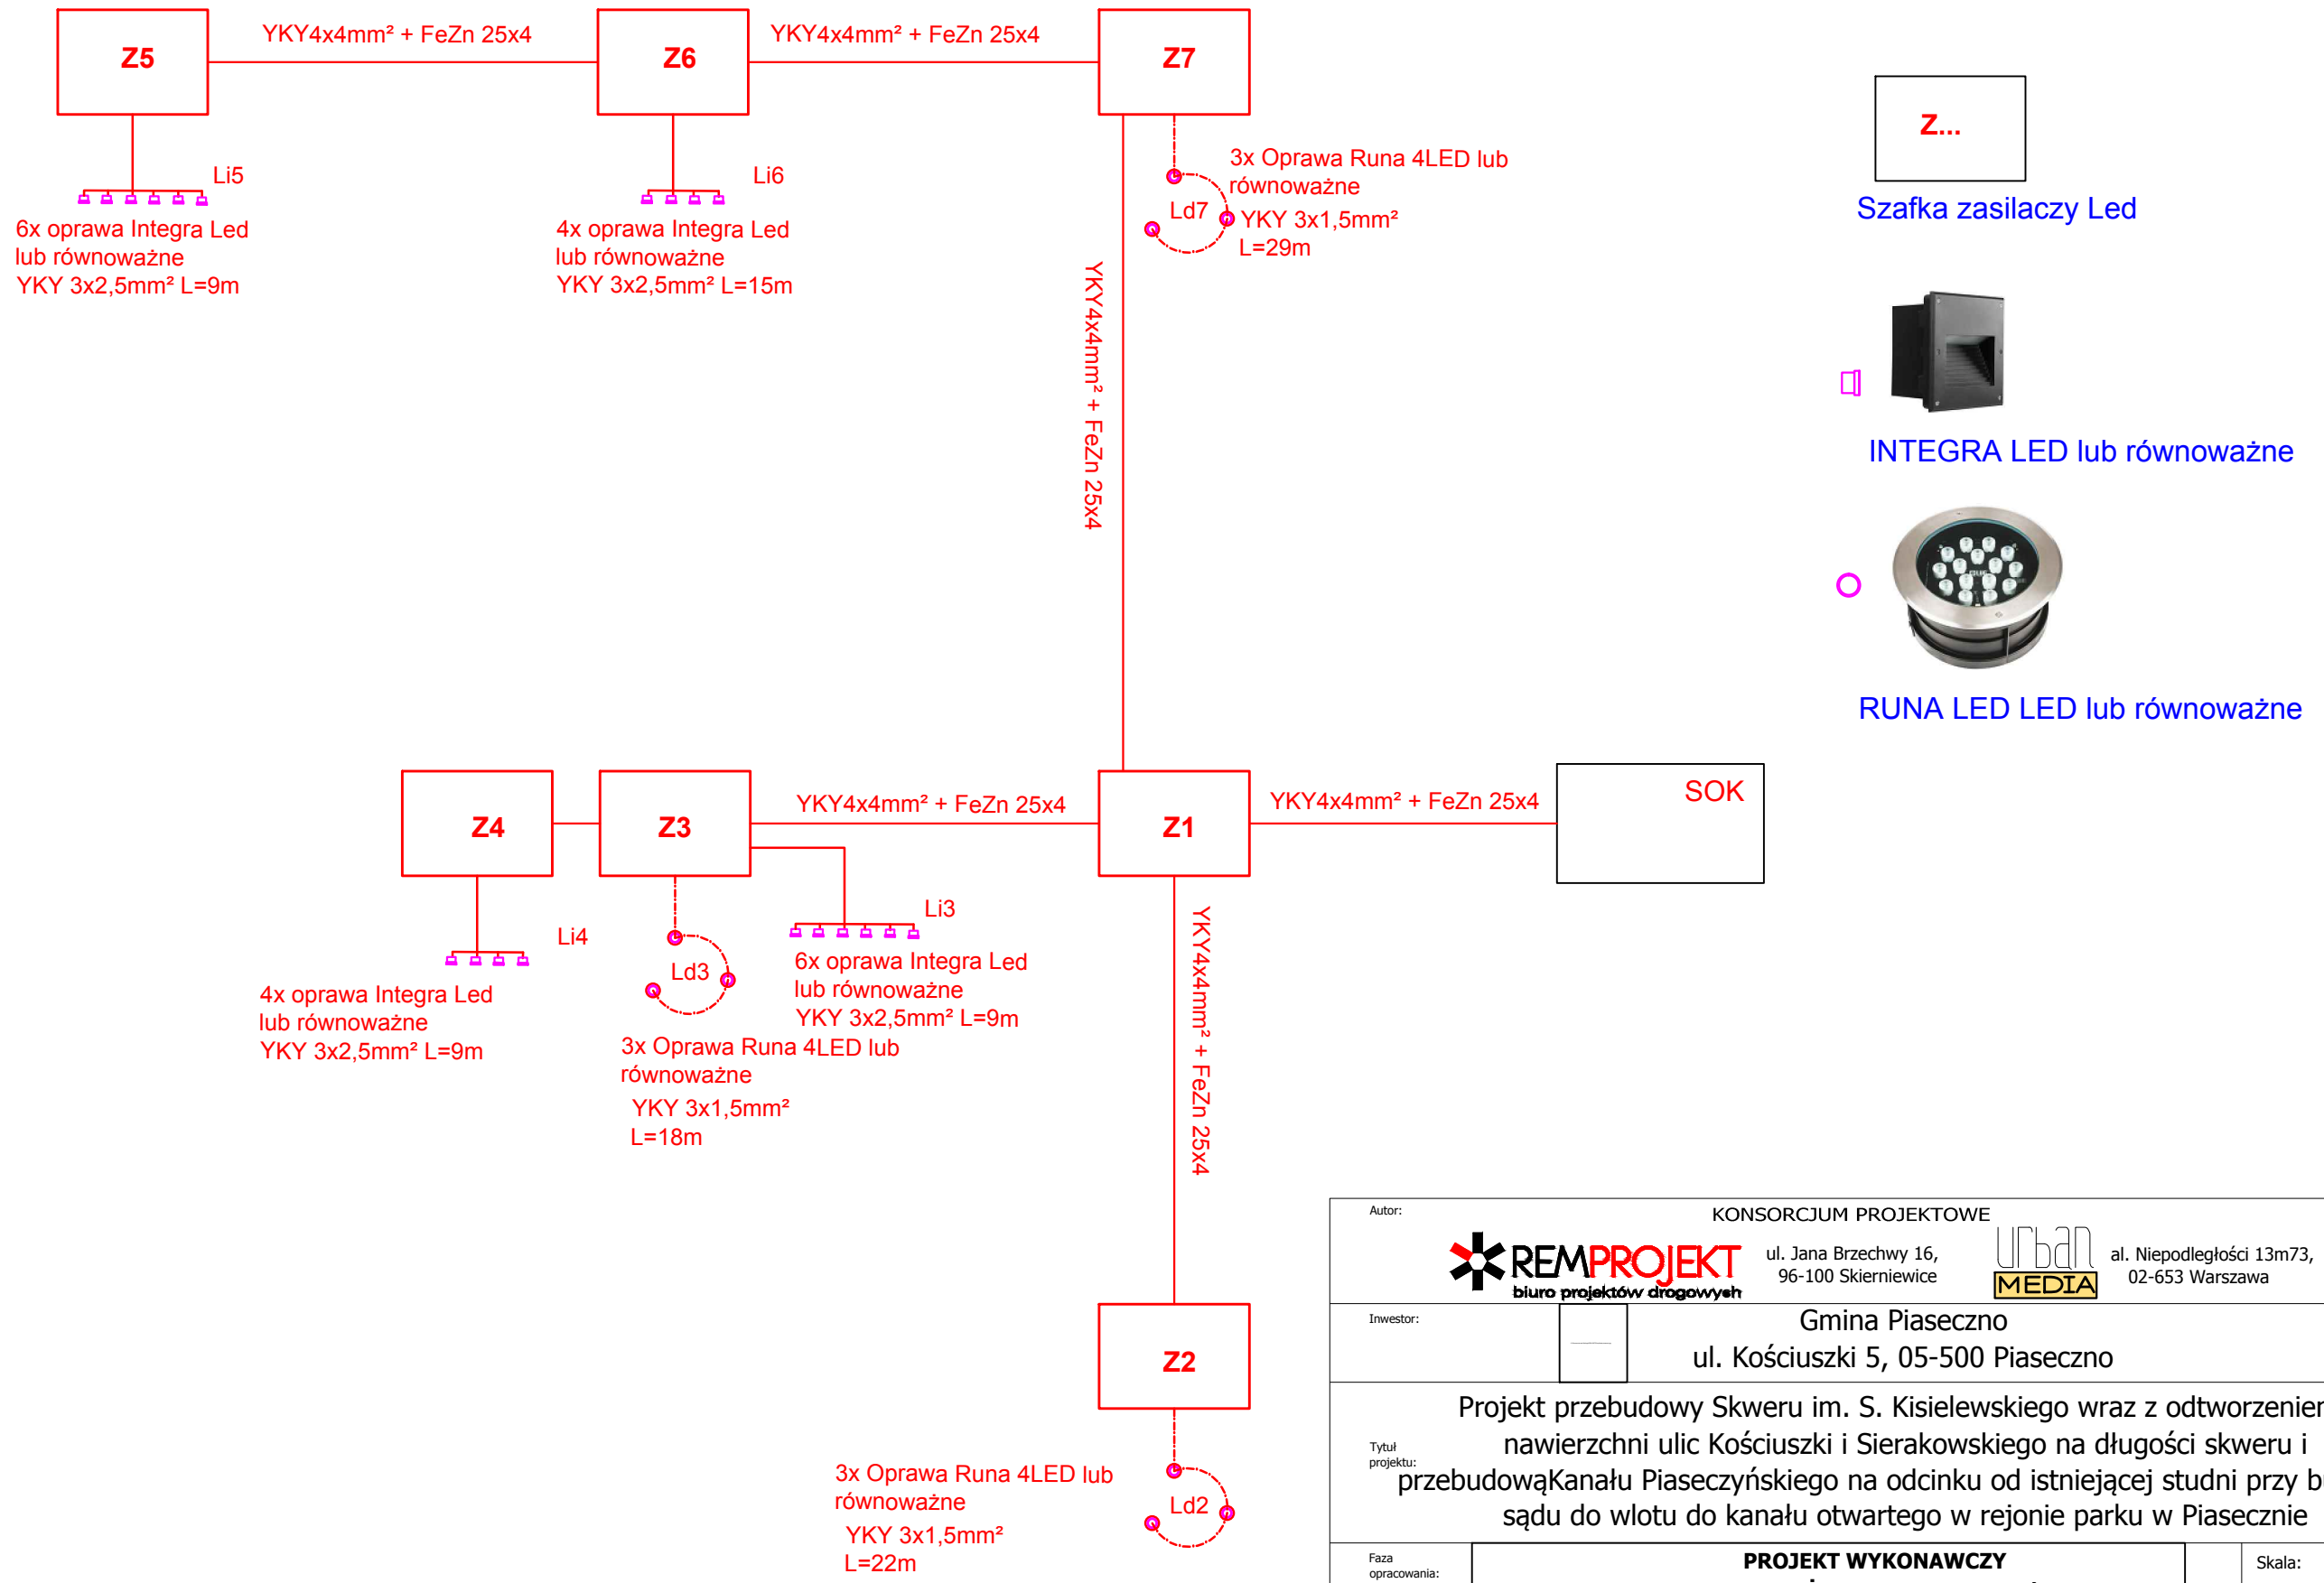 Z5
YKY4x4mm² + FeZn 25x4
Z6
YKY4x4mm² + FeZn 25x4
Z7
Li5
6x oprawa Integra Led
lub równoważne
YKY 3x2,5mm² L=9m
Li6
4x oprawa Integra Led
lub równoważne
YKY 3x2,5mm² L=15m
3x Oprawa Runa 4LED lub
równoważne
Ld7
YKY 3x1,5mm²
L=29m
YKY4x4mm² + FeZn 25x4
Z...
Szafka zasilaczy Led
INTEGRA LED lub równoważne
RUNA LED LED lub równoważne
Z4
Z3
YKY4x4mm² + FeZn 25x4
Z1
YKY4x4mm² + FeZn 25x4
SOK
Li4
4x oprawa Integra Led
lub równoważne
YKY 3x2,5mm² L=9m
Ld3
3x Oprawa Runa 4LED lub
równoważne
YKY 3x1,5mm²
L=18m
Li3
6x oprawa Integra Led
lub równoważne
YKY 3x2,5mm² L=9m
YKY4x4mm² + FeZn 25x4
Z2
3x Oprawa Runa 4LED lub
równoważne
YKY 3x1,5mm²
L=22m
Ld2
Autor:
KONSORCJUM PROJEKTOWE
REMPROJEKT
biuro projektów drogowych
ul. Jana Brzechwy 16,
96-100 Skierniewice
urban
MEDIA
al. Niepodległości 13m73,
02-653 Warszawa
Inwestor:
Gmina Piaseczno
ul. Kościuszki 5, 05-500 Piaseczno
Tytuł
projektu:
Projekt przebudowy Skweru im. S. Kisielewskiego wraz z odtworzenie
nawierzchni ulic Kościuszki i Sierakowskiego na długości skweru i
przebudowąKanału Piaseczyńskiego na odcinku od istniejącej studni przy b
sądu do wlotu do kanału otwartego w rejonie parku w Piasecznie
Faza
opracowania:
PROJEKT WYKONAWCZY
Skala: